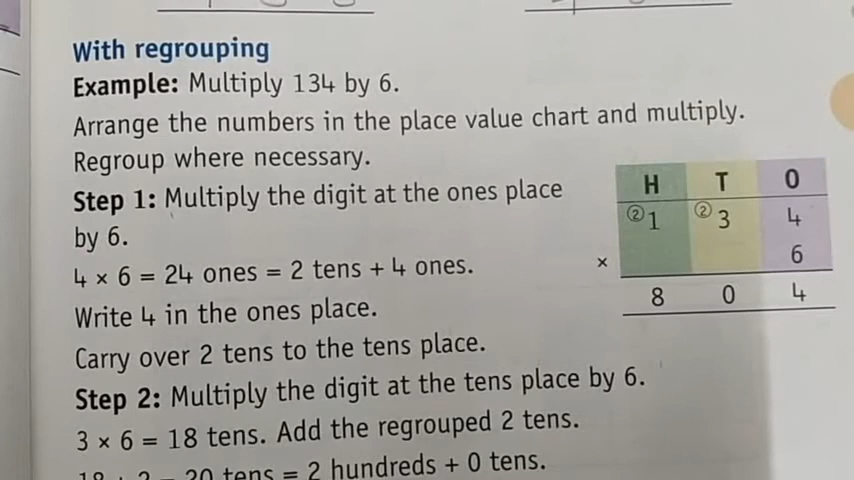 With regrouping
Example: Multiply 134 by 6.
Arrange the numbers in the place value chart and multiply.
Regroup where necessary.
Step 1: Multiply the digit at the ones place
by 6.
4 × 6 = 24 ones = 2 tens + 4 ones.
Write 4 in the ones place.
Carry over 2 tens to the tens place.
Step 2: Multiply the digit at the tens place by 6.
3 × 6 = 18 tens. Add the regrouped 2 tens.
18 + 2 = 20 tens = 2 hundreds + 0 tens.
H T O
②1 ②3 4
× 6
8 0 4